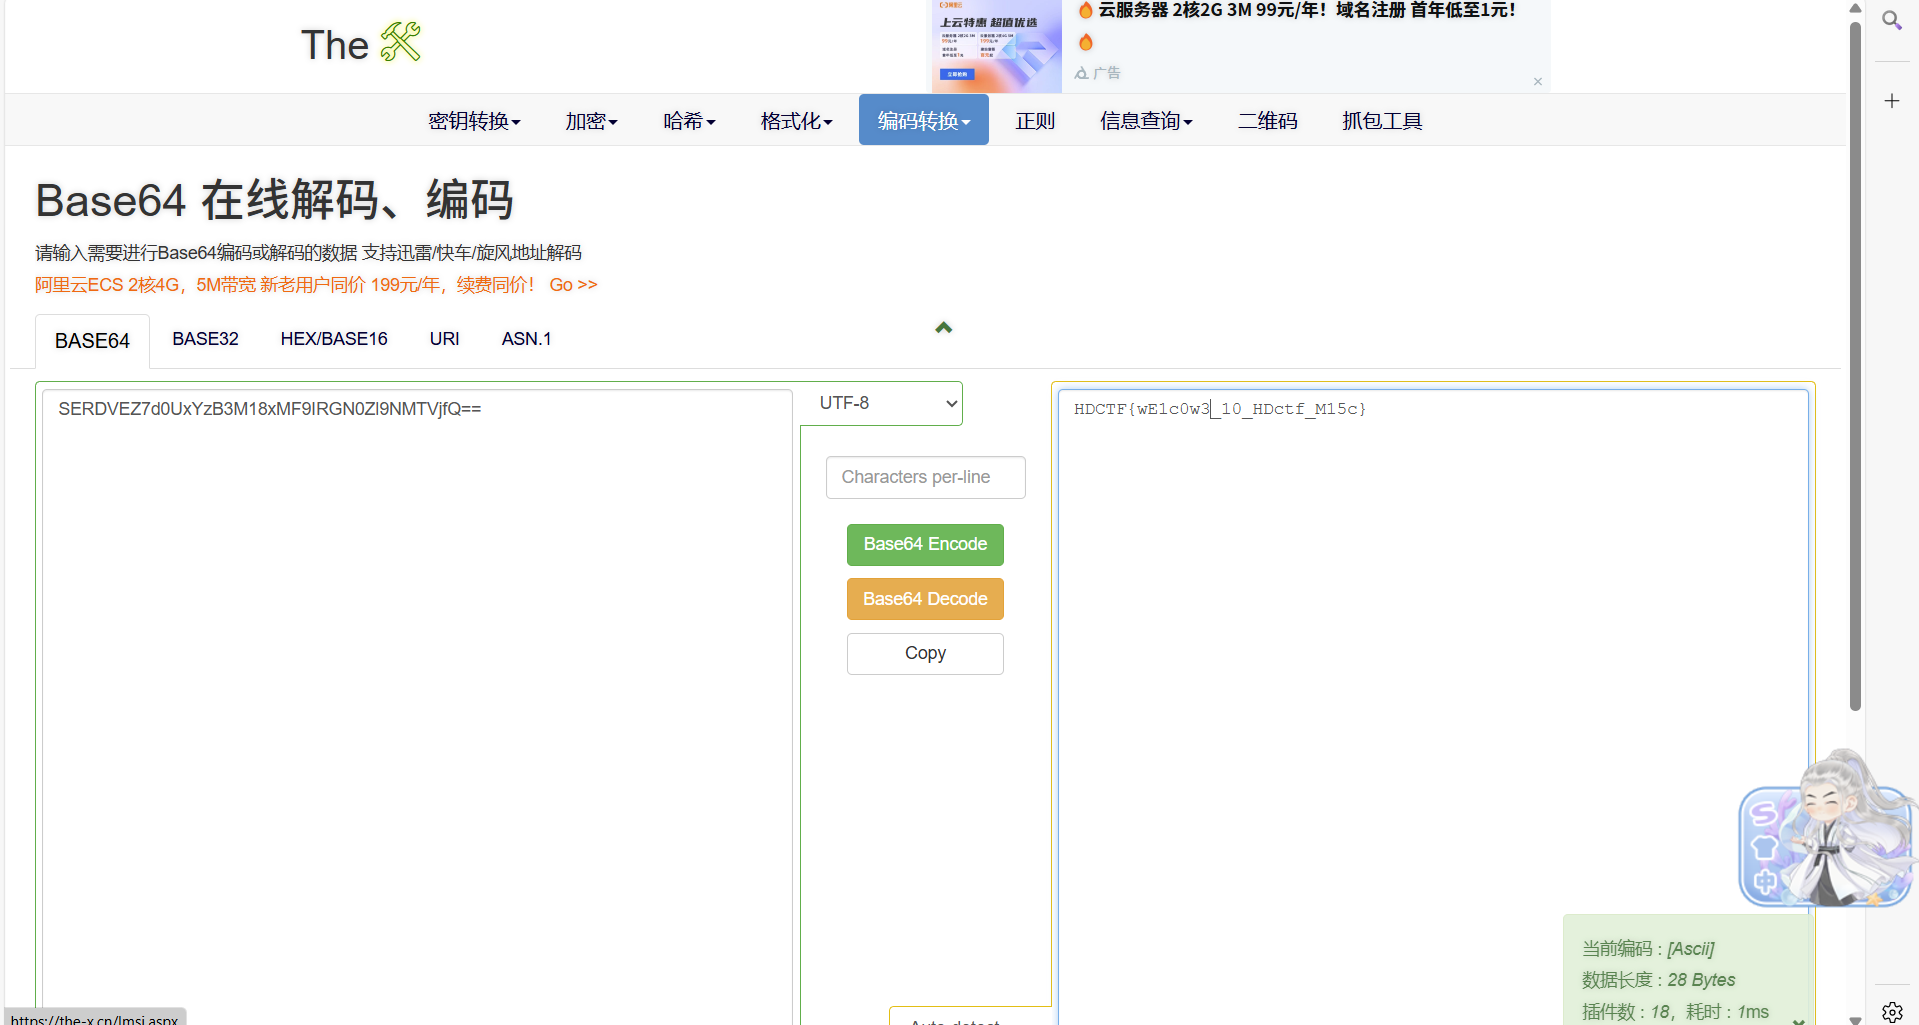 The
上云特惠 超值优选
立即抢购
云服务器 2核2G 3M 99元/年！域名注册 首年低至1元！
广告
密钥转换 加密 哈希 格式化 编码转换 正则 信息查询 二维码 抓包工具
Base64 在线解码、编码
请输入需要进行Base64编码或解码的数据 支持迅雷/快车/旋风地址解码
阿里云ECS 2核4G，5M带宽 新老用户同价 199元/年，续费同价！ Go >>
BASE64 BASE32 HEX/BASE16 URI ASN.1
SERDVEZ7d0UxYzB3M18xMF9IRGN0Zl9NMTVjfQ==
UTF-8
HDCTF{wE1c0w3_10_HDctf_M15c}
Characters per-line
Base64 Encode
Base64 Decode
Copy
S
中
当前编码 : [Ascii]
数据长度 : 28 Bytes
插件数 : 18，耗时 : 1ms
https://the-x.cn/lmsi.aspx
Auto detect